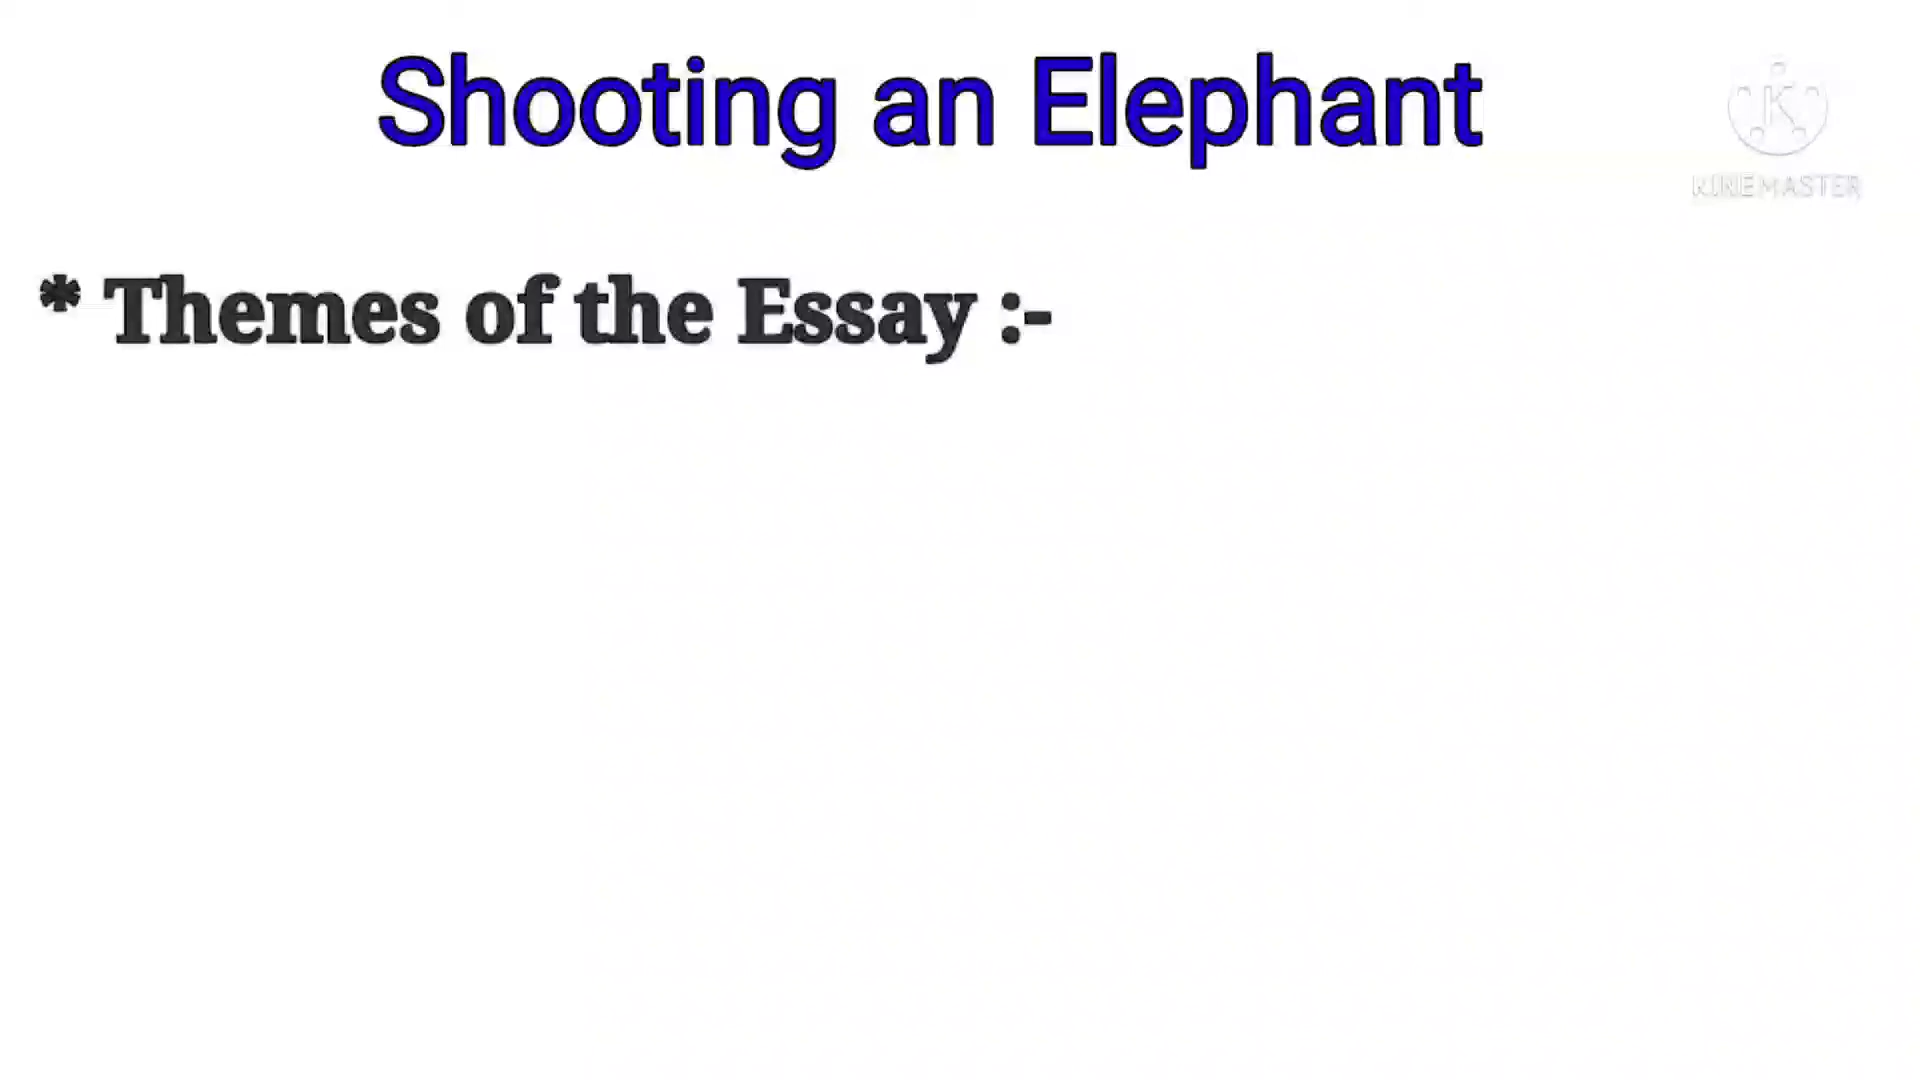 Shooting an Elephant
KINEMASTER
* Themes of the Essay :-